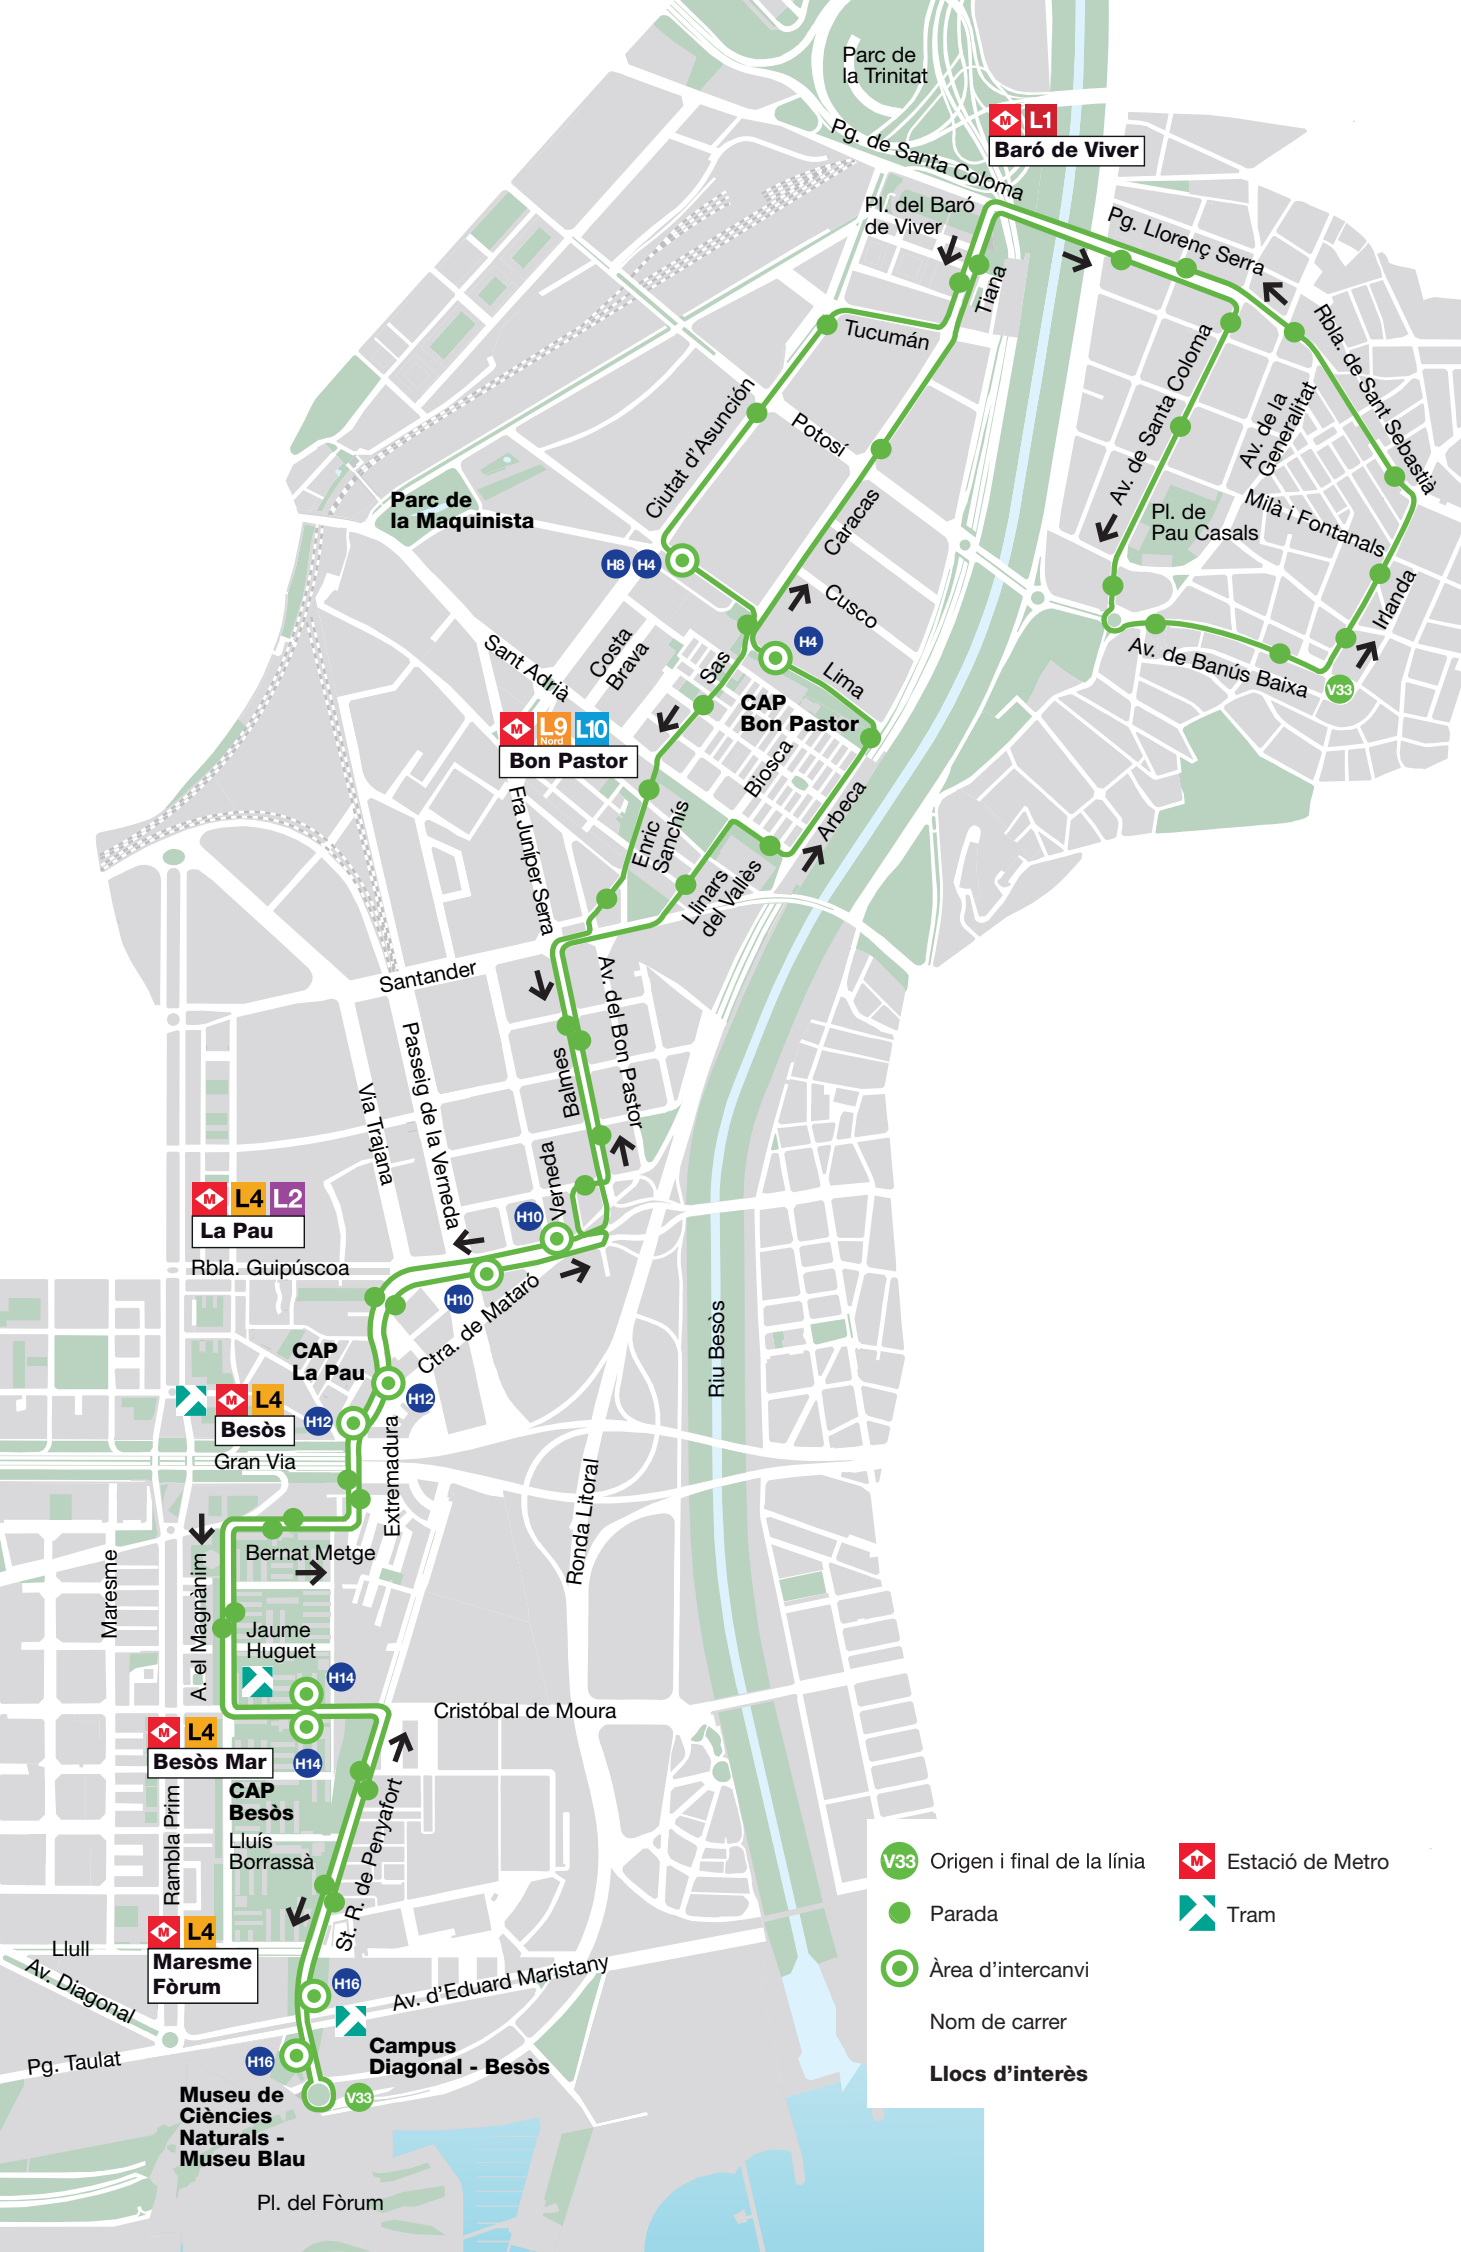 Parc de
la Trinitat
L1
Baró de Viver
Pg. de Santa Coloma
Pl. del Baró
de Viver
Pg. Llorenç Serra
Tiana
Tucumán
Rbla. de Sant Sebastià
Av. de Santa Coloma
Av. de la
Generalitat
Ciutat d'Asunción
Potosí
Parc de
la Maquinista
Caracas
Pl. de
Pau Casals
Milà i Fontanals
H8
H4
Cusco
Irlanda
H4
Sant Adrià
Costa
Brava
Sas
Lima
Av. de Banús Baixa
V33
CAP
Bon Pastor
L9
Nord
L10
Bon Pastor
Biosca
Fra Juníper Serra
Enric
Sanchís
Arbeca
Llinars
del Vallès
Santander
Av. del Bon Pastor
Passeig de la Verneda
Balmes
Via Trajana
Verneda
L4
L2
La Pau
H10
Rbla. Guipúscoa
H10
Ctra. de Mataró
Riu Besòs
CAP
La Pau
L4
Besòs
H12
H12
Extremadura
Gran Via
Ronda Litoral
Bernat Metge
Maresme
A. el Magnànim
Jaume
Huguet
H14
Cristóbal de Moura
L4
Besòs Mar
H14
CAP
Besòs
Rambla Prim
Lluís
Borrassà
St. R. de Penyafort
V33
Origen i final de la línia
Estació de Metro
Parada
Tram
Àrea d'intercanvi
Nom de carrer
Llocs d'interès
L4
Maresme
Fòrum
Llull
Av. Diagonal
H16
Av. d'Eduard Maristany
Pg. Taulat
H16
Campus
Diagonal - Besòs
V33
Museu de
Ciències
Naturals -
Museu Blau
Pl. del Fòrum